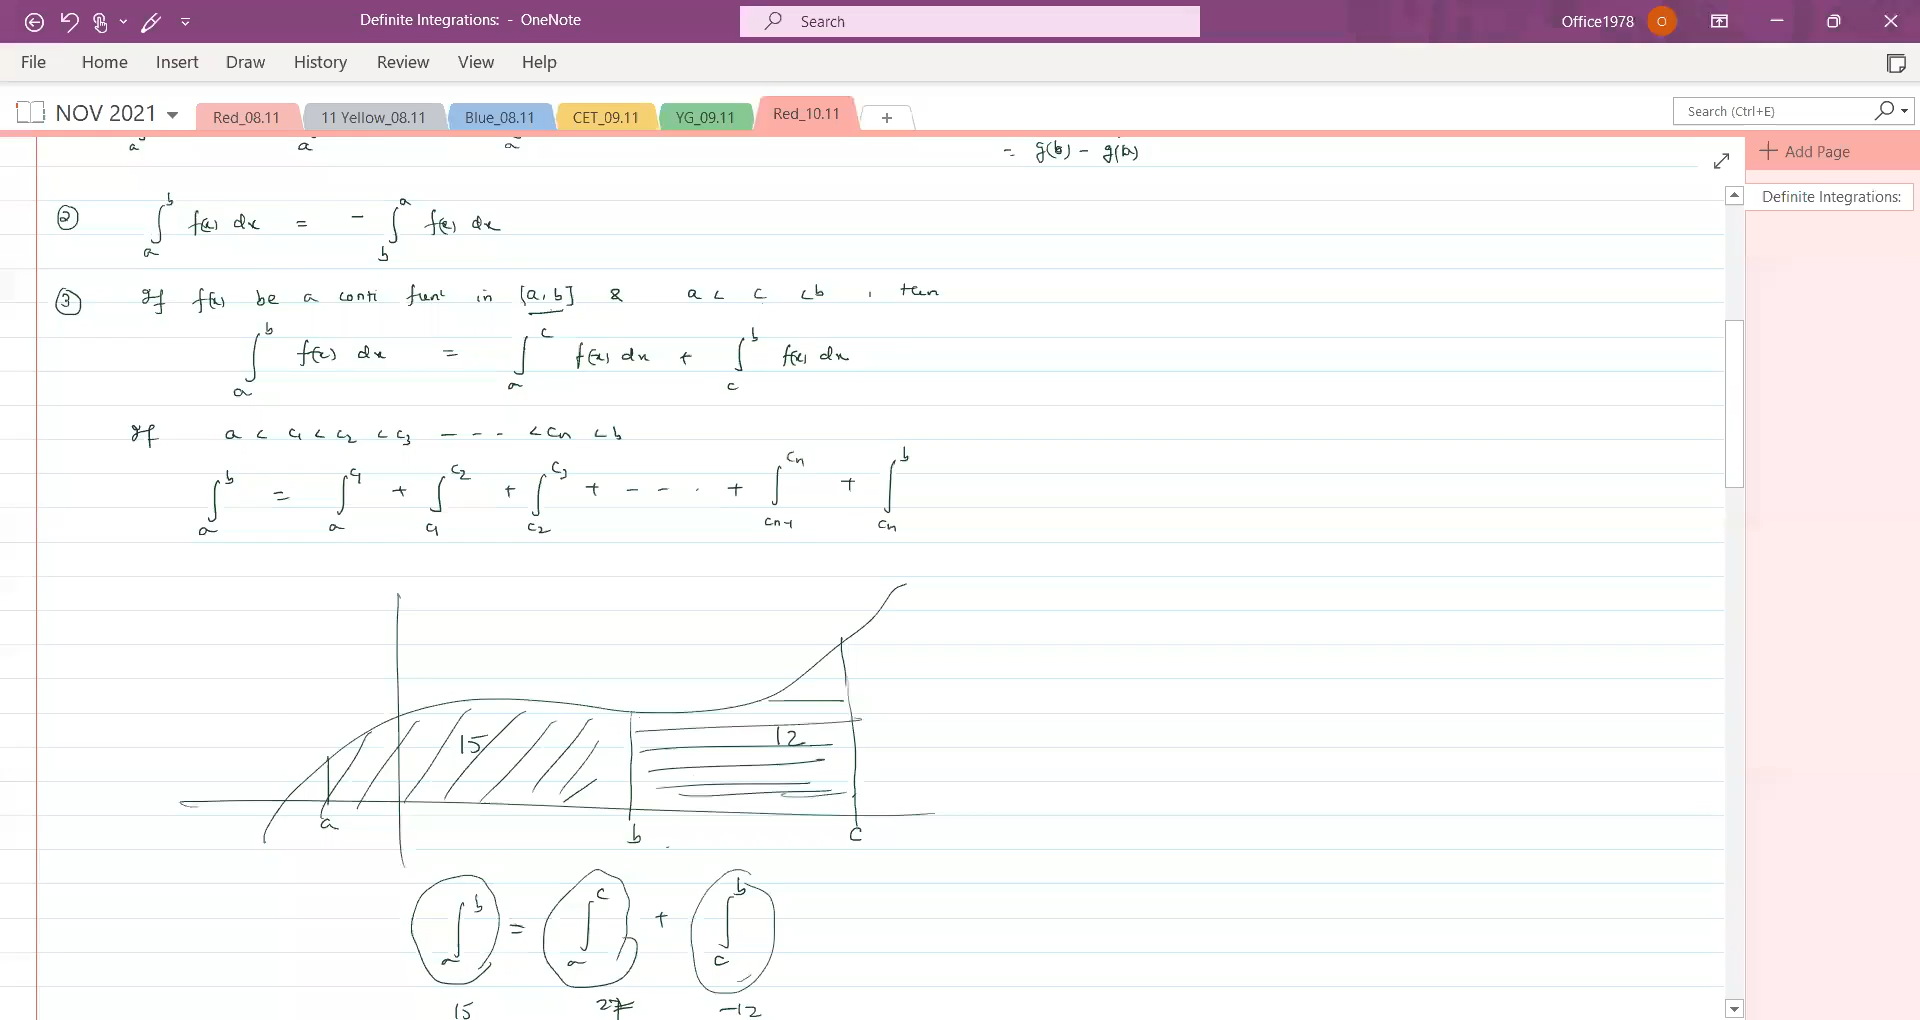 Definite Integrations: - OneNote
Search
Office1978
O
File Home Insert Draw History Review View Help
NOV 2021
Red_08.11 11 Yellow_08.11 Blue_08.11 CET_09.11 YG_09.11 Red_10.11 +
Search (Ctrl+E)
Add Page
Definite Integrations:
a a a
= g(b) - g(a)
② ∫_a^b f(x) dx = - ∫_b^a f(x) dx
③ If f(x) be a conti func in [a, b] & a < c < b , then
∫_a^b f(x) dx = ∫_a^c f(x) dx + ∫_c^b f(x) dx
If a < c₁ < c₂ < c₃ ---- < cₙ < b
∫_a^b = ∫_a^c₁ + ∫_c₁^c₂ + ∫_c₂^c₃ + - - . + ∫_cₙ₋₁^cₙ + ∫_cₙ^b
15 12
a b c
∫_a^b = ∫_a^c + ∫_c^b
15 27 -12